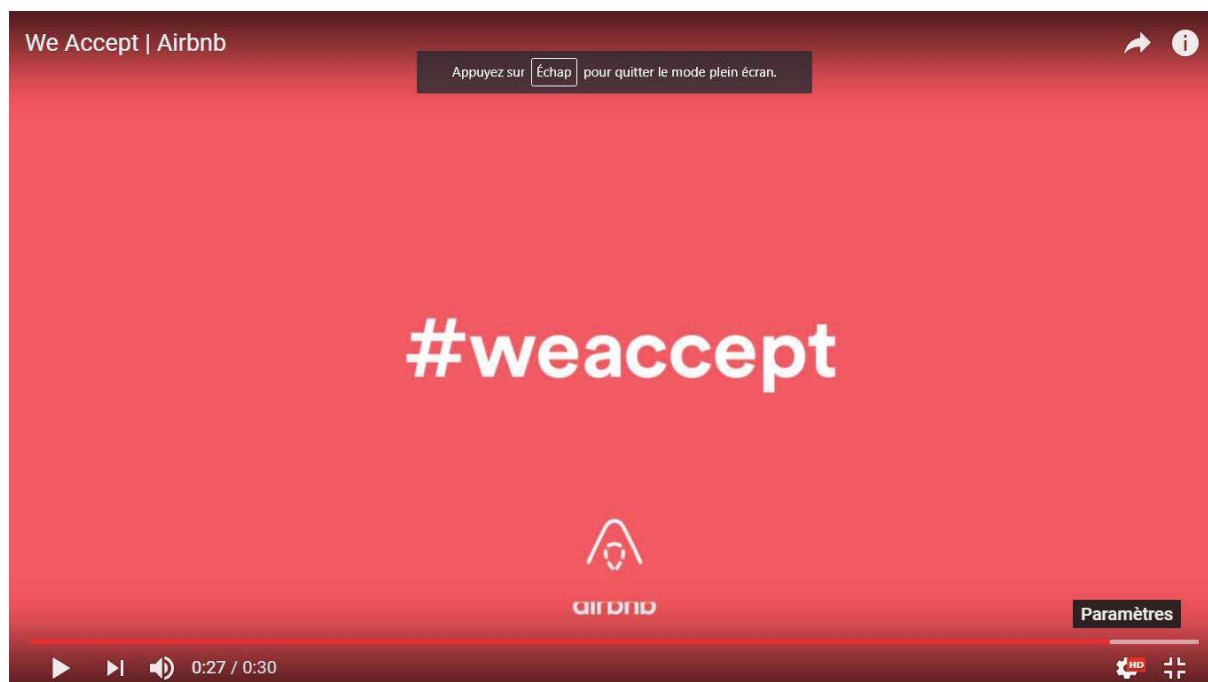 We Accept | Airbnb
Appuyez sur Échap pour quitter le mode plein écran.
#weaccept
airbnb
Paramètres
0:27 / 0:30
HD